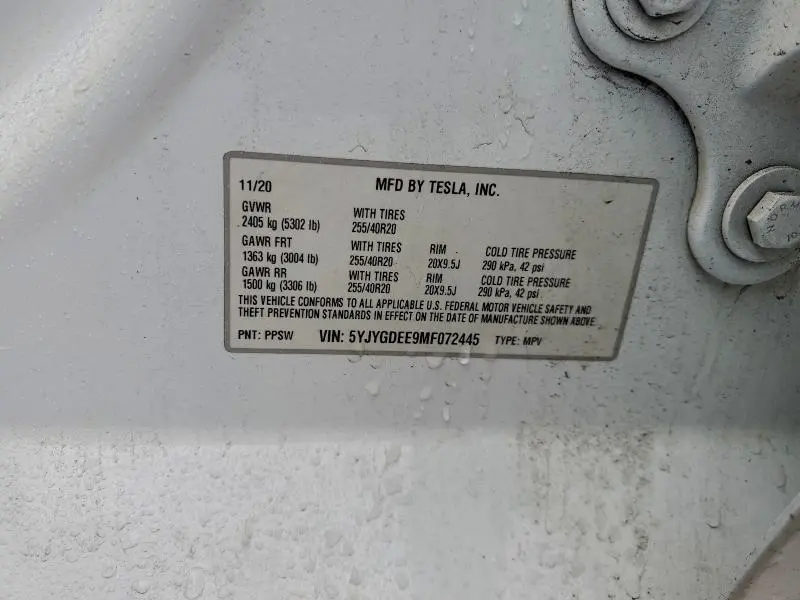 11/20 MFD BY TESLA, INC.
GVWR WITH TIRES
2405 kg (5302 lb) 255/40R20
GAWR FRT WITH TIRES RIM COLD TIRE PRESSURE
1363 kg (3004 lb) 255/40R20 20X9.5J 290 kPa, 42 psi
GAWR RR WITH TIRES RIM COLD TIRE PRESSURE
1500 kg (3306 lb) 255/40R20 20X9.5J 290 kPa, 42 psi
THIS VEHICLE CONFORMS TO ALL APPLICABLE U.S. FEDERAL MOTOR VEHICLE SAFETY AND
THEFT PREVENTION STANDARDS IN EFFECT ON THE DATE OF MANUFACTURE SHOWN ABOVE
PNT: PPSW VIN: 5YJYGDEE9MF072445 TYPE: MPV